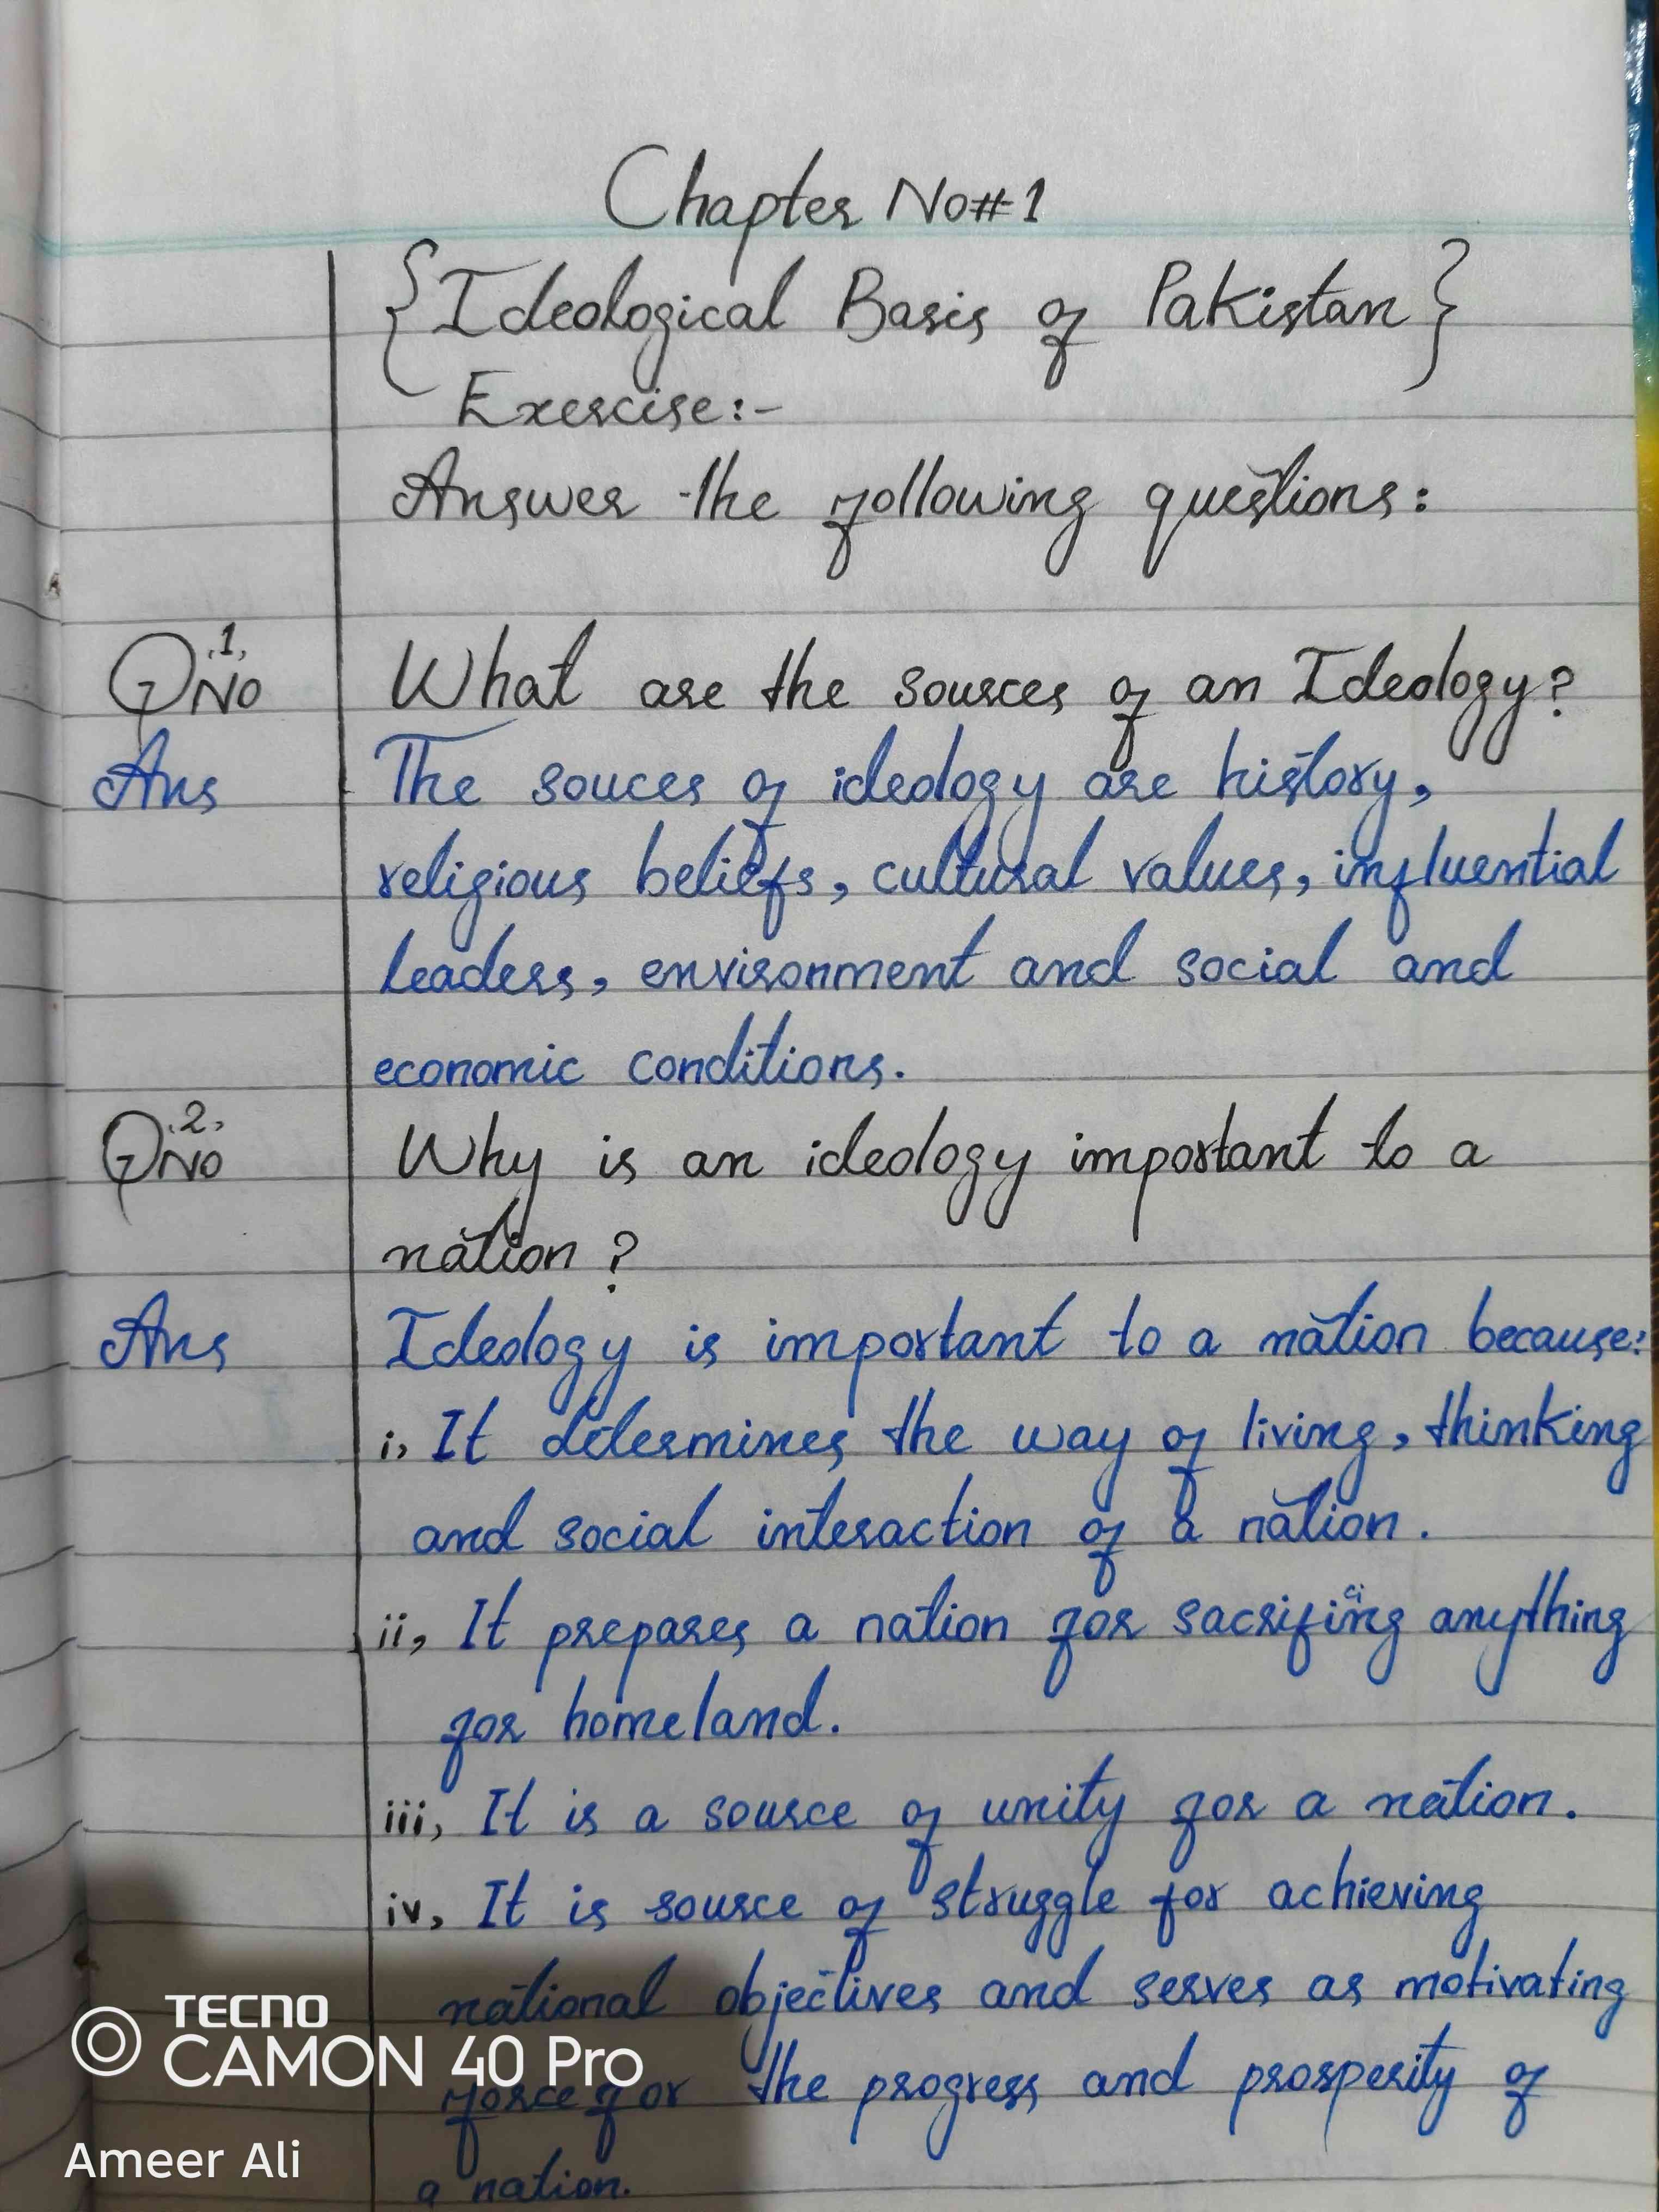 Chapter No#1
{Ideological Basis of Pakistan}
Exercise:-
Answer the following questions:
Q No .1, What are the sources of an Ideology?
Ans The souces of ideology are history,
religious beliefs, cultural values, influential
leaders, environment and social and
economic conditions.
Q No .2, Why is an ideology important to a
nation?
Ans Ideology is important to a nation because:
i, It determines the way of living, thinking
and social interaction of a nation.
ii, It prepares a nation for sacrificing anything
for homeland.
iii, It is a source of unity for a nation.
iv, It is source of struggle for achieving
national objectives and serves as motivating
force for the progress and prosperity of
a nation.
TECNO
CAMON 40 Pro
Ameer Ali